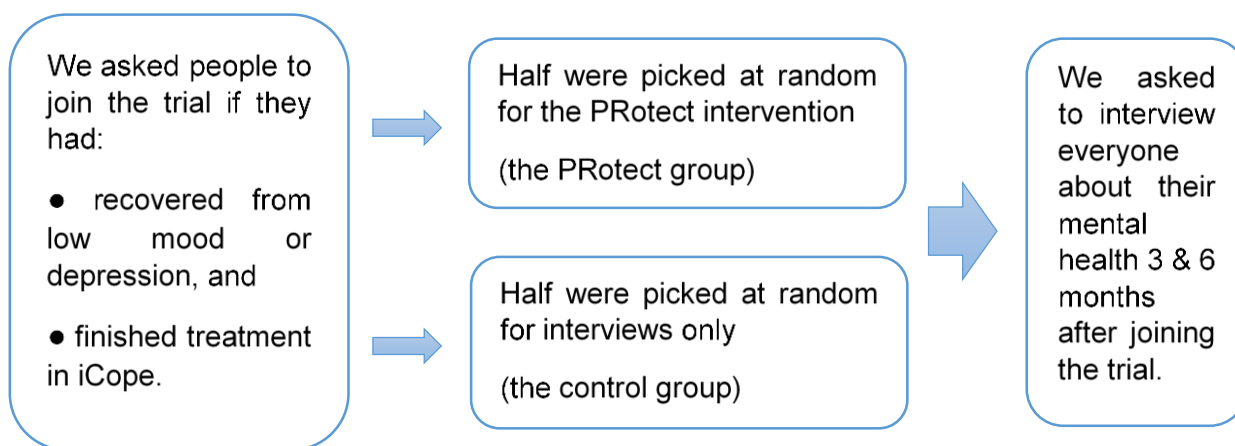 We asked people to
join the trial if they
had:
● recovered from
low mood or
depression, and
● finished treatment
in iCope.
Half were picked at random
for the PRotect intervention
(the PRotect group)
Half were picked at random
for interviews only
(the control group)
We asked
to interview
everyone
about their
mental
health 3 & 6
months
after joining
the trial.